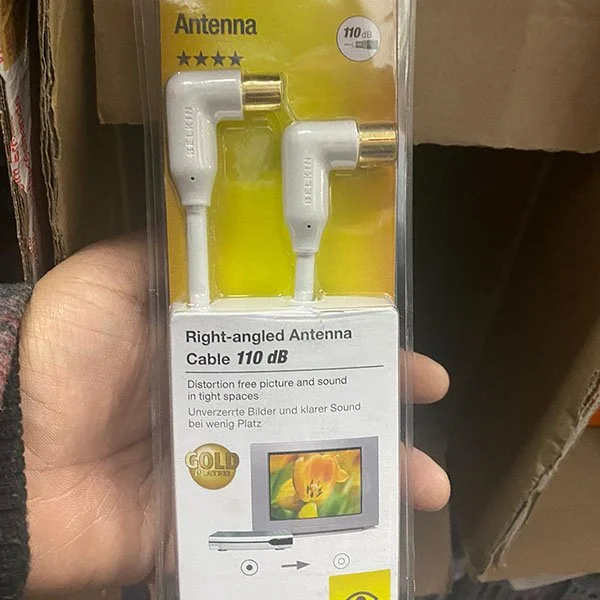 Antenna
110 dB
BELKIN
BELKIN
Right-angled Antenna
Cable 110 dB
Distortion free picture and sound
in tight spaces
Unverzerrte Bilder und klarer Sound
bei wenig Platz
GOLD
PLATED